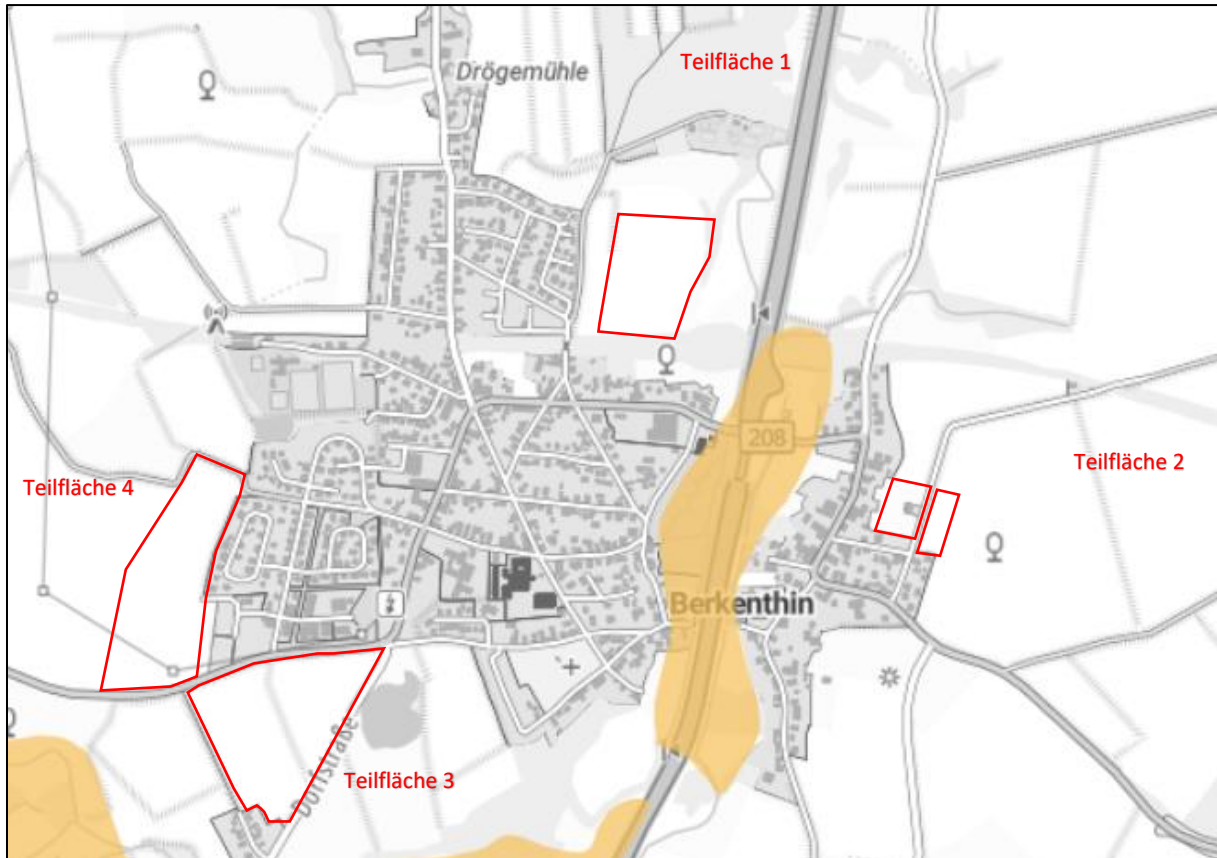 Teilfläche 1
Drögemühle
208
Teilfläche 2
Teilfläche 4
Berkenthin
Dorfstraße
Teilfläche 3